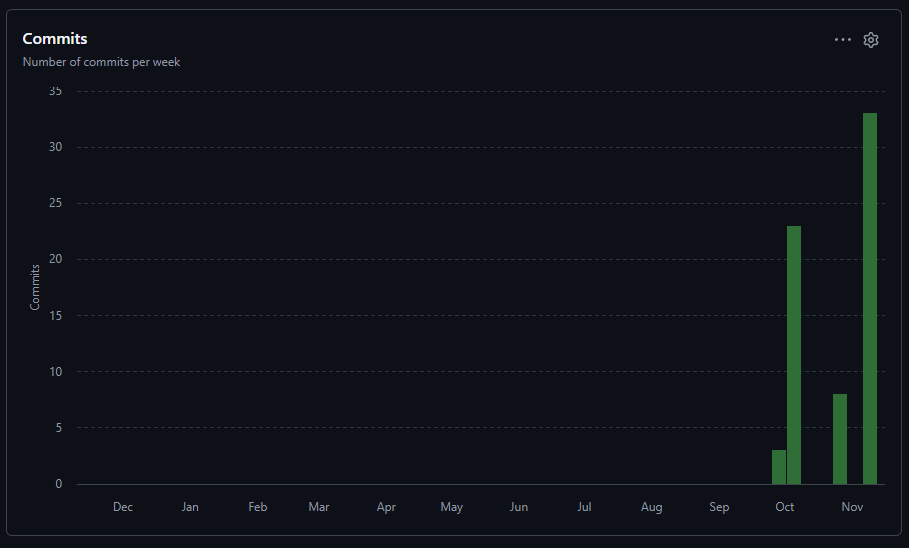 Commits
Number of commits per week
35
30
25
20
15
10
5
0
Commits
Dec Jan Feb Mar Apr May Jun Jul Aug Sep Oct Nov